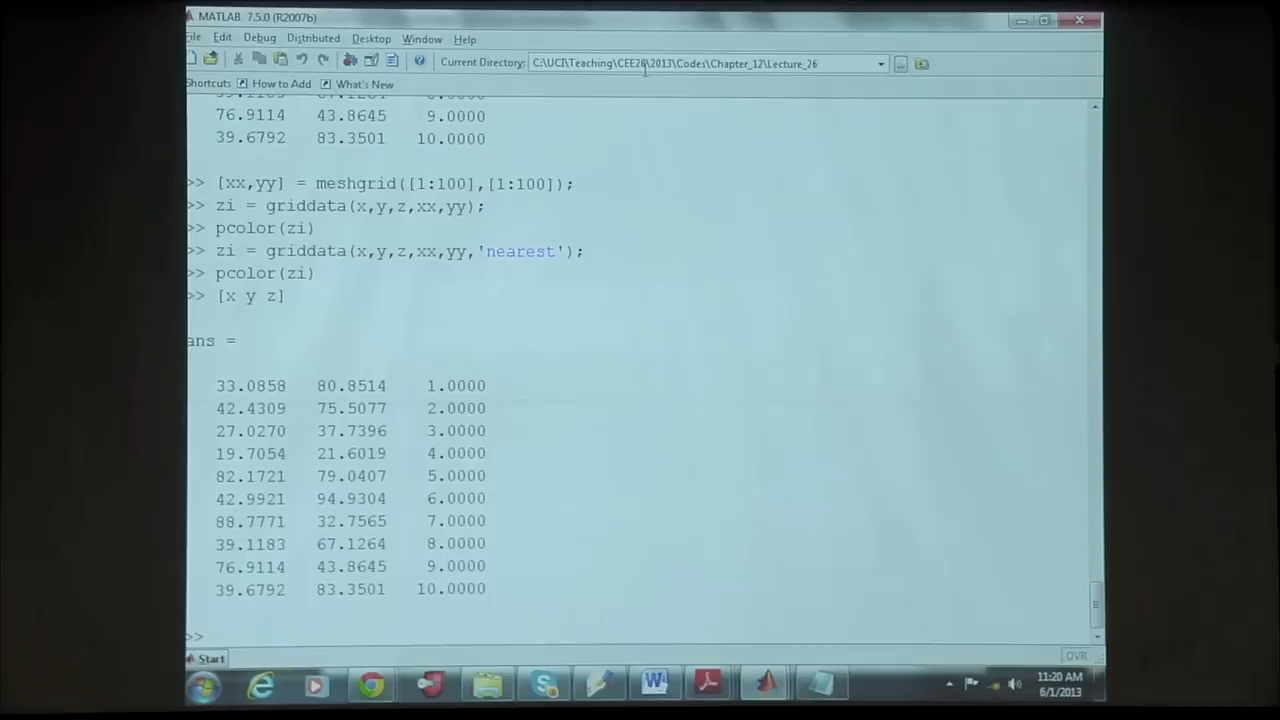 MATLAB 7.5.0 (R2007b)
File Edit Debug Distributed Desktop Window Help
Current Directory: C:\UCI\Teaching\CEE20\2013\Codes\Chapter_12\Lecture_26
Shortcuts How to Add What's New
76.9114 43.8645 9.0000
39.6792 83.3501 10.0000
>> [xx,yy] = meshgrid([1:100],[1:100]);
>> zi = griddata(x,y,z,xx,yy);
>> pcolor(zi)
>> zi = griddata(x,y,z,xx,yy,'nearest');
>> pcolor(zi)
>> [x y z]
ans =
33.0858 80.8514 1.0000
42.4309 75.5077 2.0000
27.0270 37.7396 3.0000
19.7054 21.6019 4.0000
82.1721 79.0407 5.0000
42.9921 94.9304 6.0000
88.7771 32.7565 7.0000
39.1183 67.1264 8.0000
76.9114 43.8645 9.0000
39.6792 83.3501 10.0000
>>
Start
OVR
11:20 AM
6/1/2013